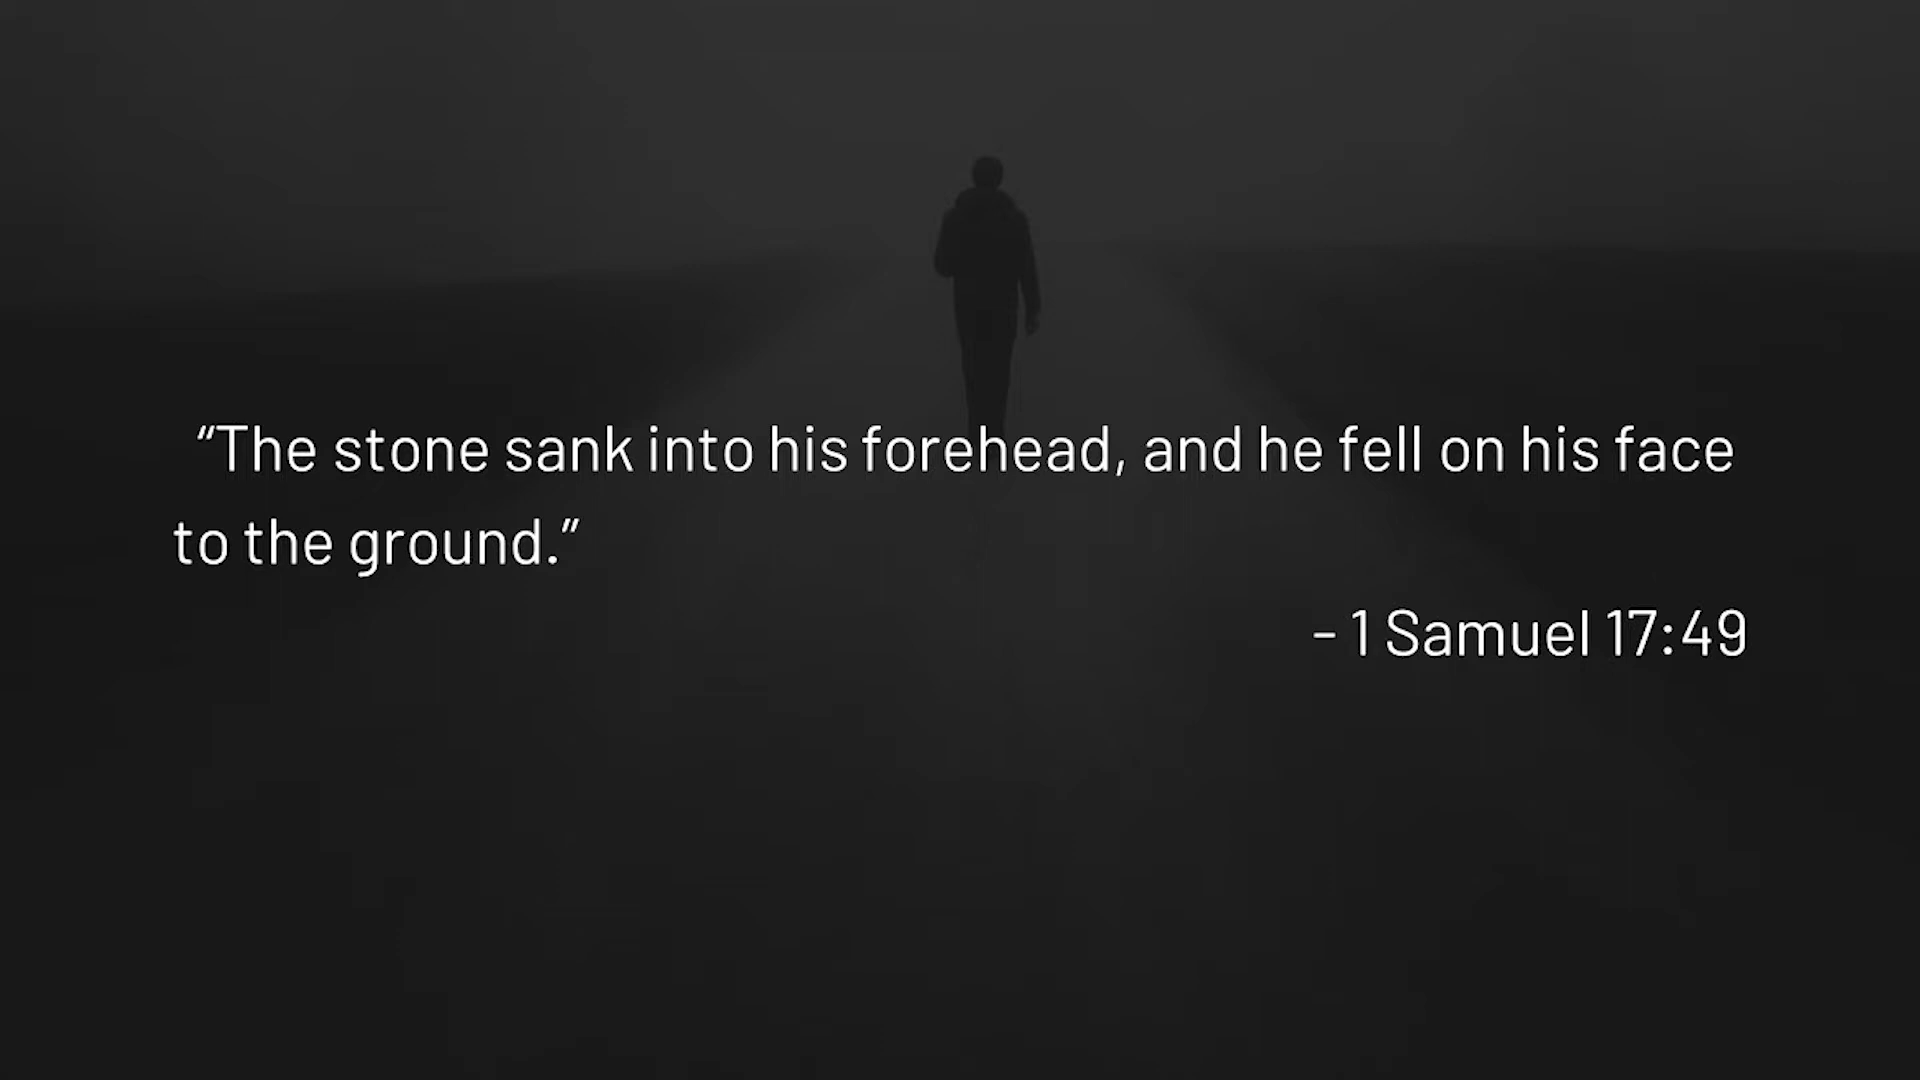 “The stone sank into his forehead, and he fell on his face
to the ground.”
- 1 Samuel 17:49